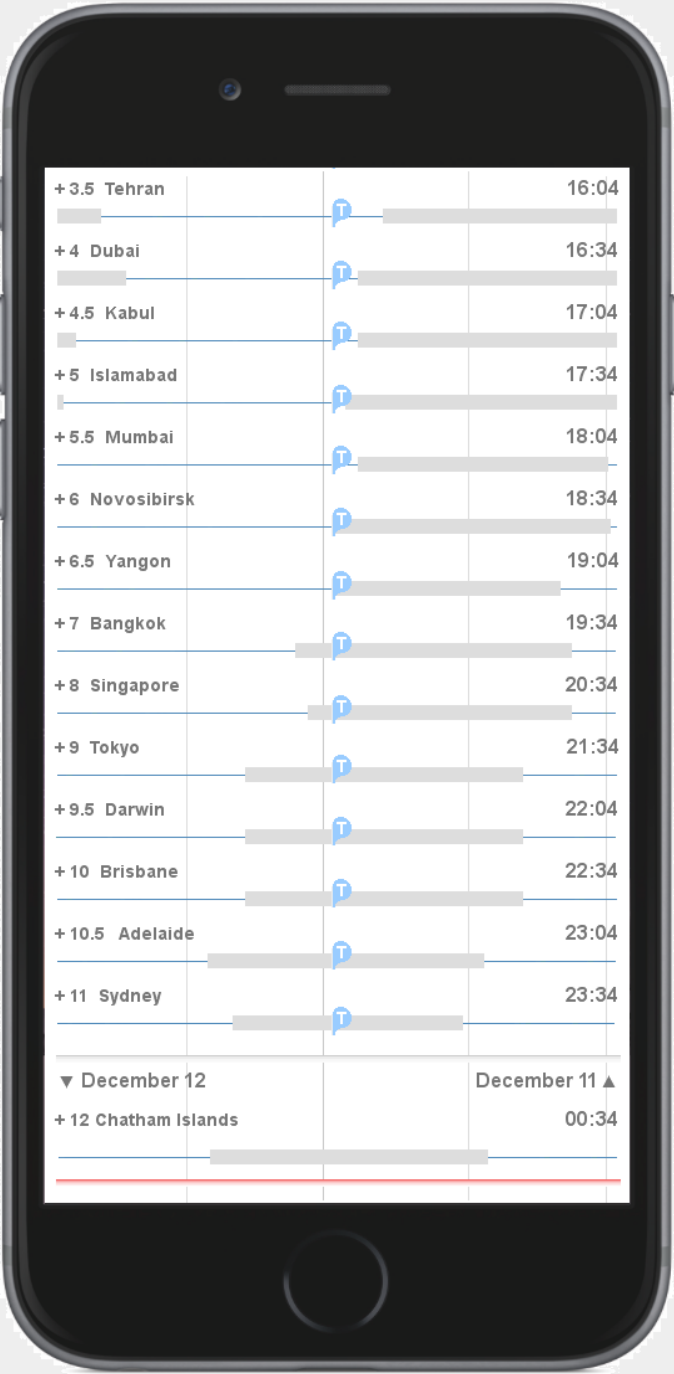 + 3.5 Tehran 16:04
T
+ 4 Dubai 16:34
T
+ 4.5 Kabul 17:04
T
+ 5 Islamabad 17:34
T
+ 5.5 Mumbai 18:04
T
+ 6 Novosibirsk 18:34
T
+ 6.5 Yangon 19:04
T
+ 7 Bangkok 19:34
T
+ 8 Singapore 20:34
T
+ 9 Tokyo 21:34
T
+ 9.5 Darwin 22:04
T
+ 10 Brisbane 22:34
T
+ 10.5 Adelaide 23:04
T
+ 11 Sydney 23:34
T
▼ December 12 December 11 ▲
+ 12 Chatham Islands 00:34